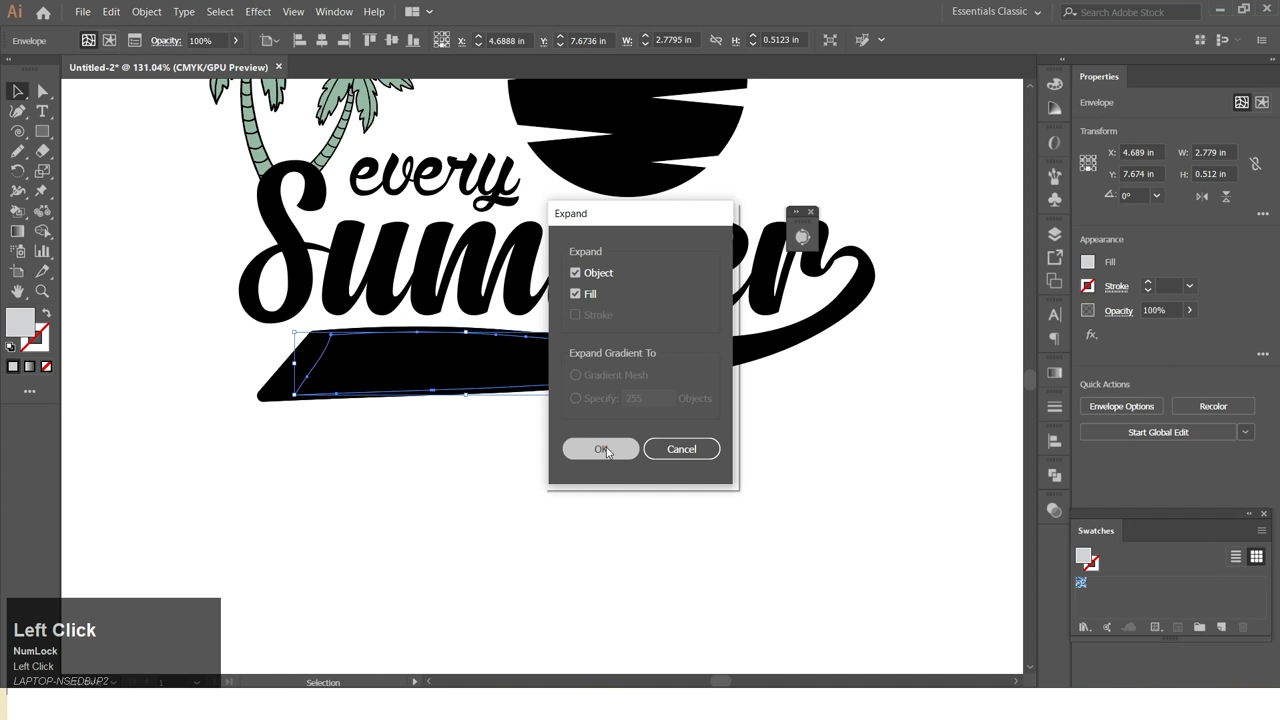 Ai File Edit Object Type Select Effect View Window Help Essentials Classic Search Adobe Stock
Envelope Opacity: 100% X: 4.6888 in Y: 7.6736 in W: 2.7795 in H: 0.5123 in
Untitled-2* @ 131.04% (CMYK/GPU Preview) ×
Properties
Envelope
Transform
X: 4.689 in W: 2.779 in
Y: 7.674 in H: 0.512 in
0°
Appearance
Fill
Stroke
Opacity 100%
fx.
Quick Actions
Envelope Options Recolor
Start Global Edit
Swatches
every
Summer
Expand
Expand
Object
Fill
Stroke
Expand Gradient To
Gradient Mesh
Specify: 255 Objects
OK Cancel
Left Click
NumLock
Left Click
LAPTOP-NSEDBJP2
1 Selection